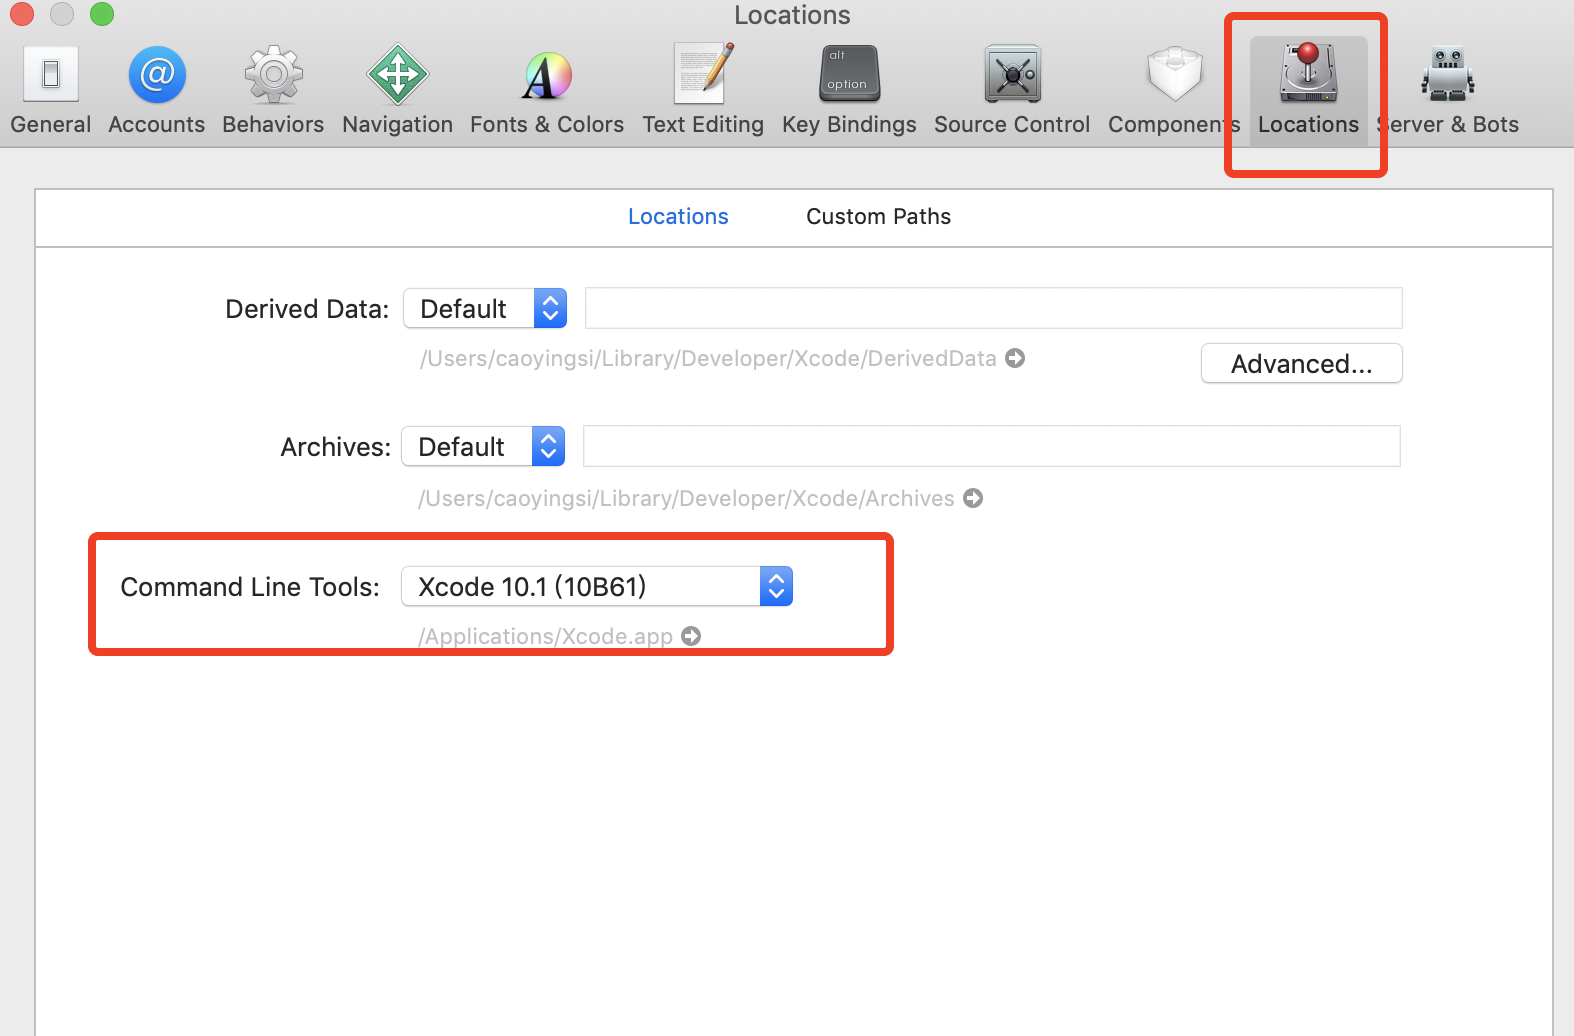 Locations
alt
option
General Accounts Behaviors Navigation Fonts & Colors Text Editing Key Bindings Source Control Components Locations Server & Bots
Locations Custom Paths
Derived Data: Default
/Users/caoyingsi/Library/Developer/Xcode/DerivedData
Advanced...
Archives: Default
/Users/caoyingsi/Library/Developer/Xcode/Archives
Command Line Tools: Xcode 10.1 (10B61)
/Applications/Xcode.app